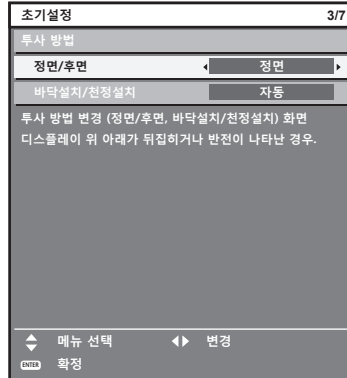 초기설정 3/7
투사 방법
정면/후면 정면
바닥설치/천정설치 자동
투사 방법 변경 (정면/후면, 바닥설치/천정설치) 화면
디스플레이 위 아래가 뒤집히거나 반전이 나타난 경우.
메뉴 선택 변경
ENTER 확정